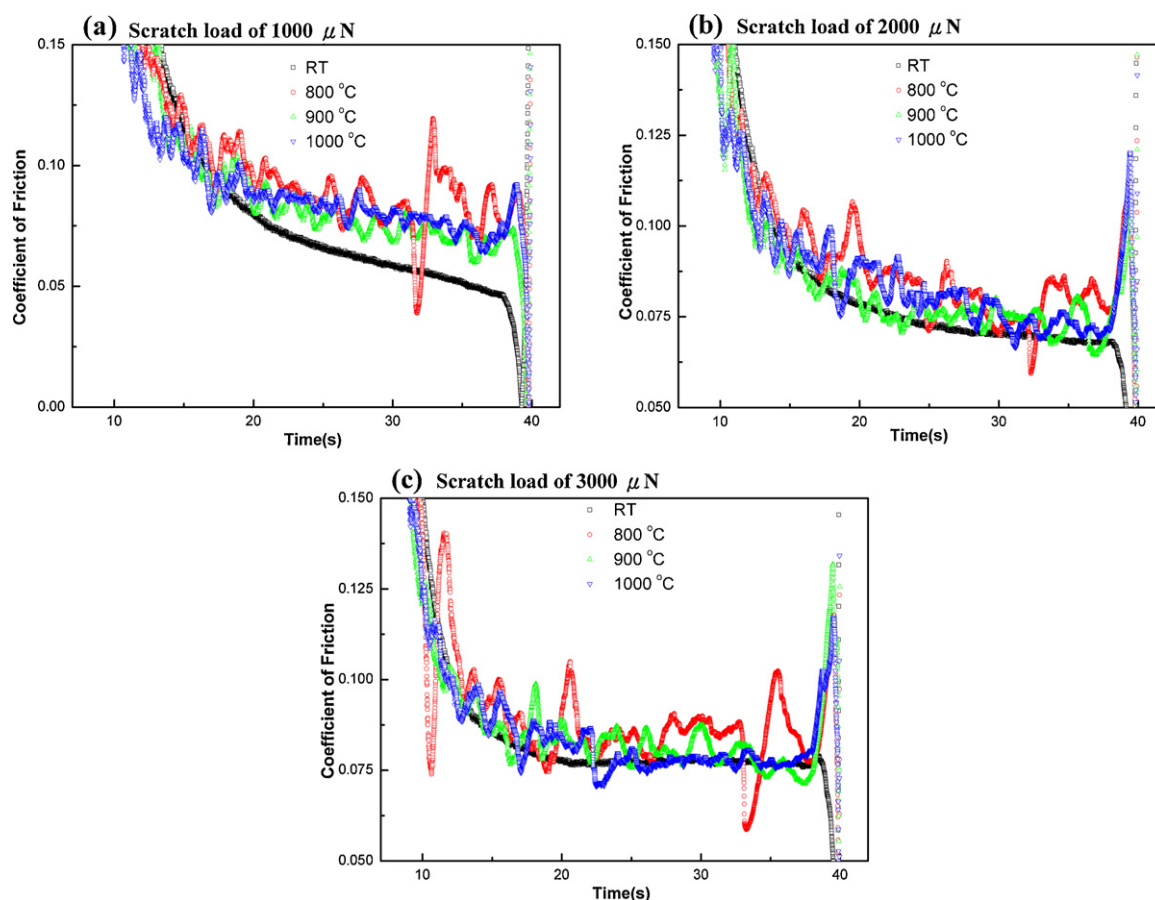 (a) Scratch load of 1000 μ N
Coefficient of Friction
0.15
0.10
0.05
0.00
RT
800 °C
900 °C
1000 °C
10 20 30 40
Time(s)
(b) Scratch load of 2000 μ N
Coefficient of Friction
0.150
0.125
0.100
0.075
0.050
RT
800 °C
900 °C
1000 °C
10 20 30 40
Time(s)
(c) Scratch load of 3000 μ N
Coefficient of Friction
0.150
0.125
0.100
0.075
0.050
RT
800 °C
900 °C
1000 °C
10 20 30 40
Time(s)